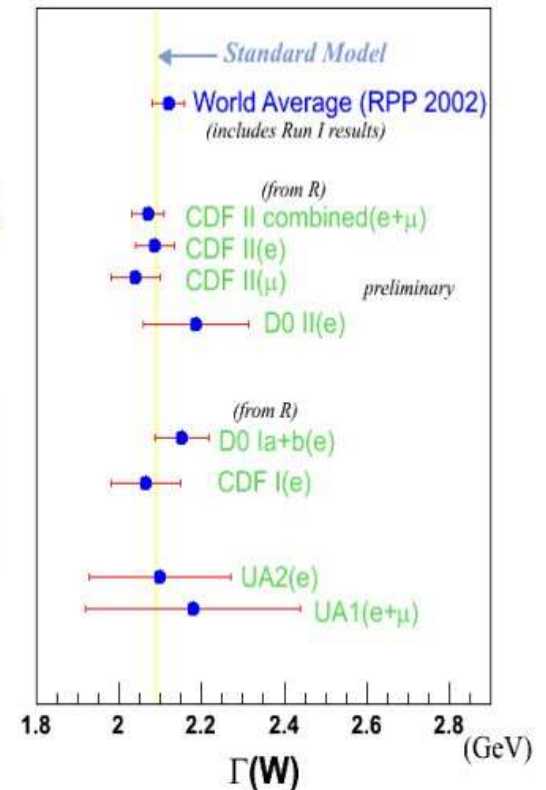 Standard Model
World Average (RPP 2002)
(includes Run I results)
(from R)
CDF II combined(e+μ)
CDF II(e)
CDF II(μ)
preliminary
D0 II(e)
(from R)
D0 Ia+b(e)
CDF I(e)
UA2(e)
UA1(e+μ)
1.8 2 2.2 2.4 2.6 2.8
(GeV)
Γ(W)